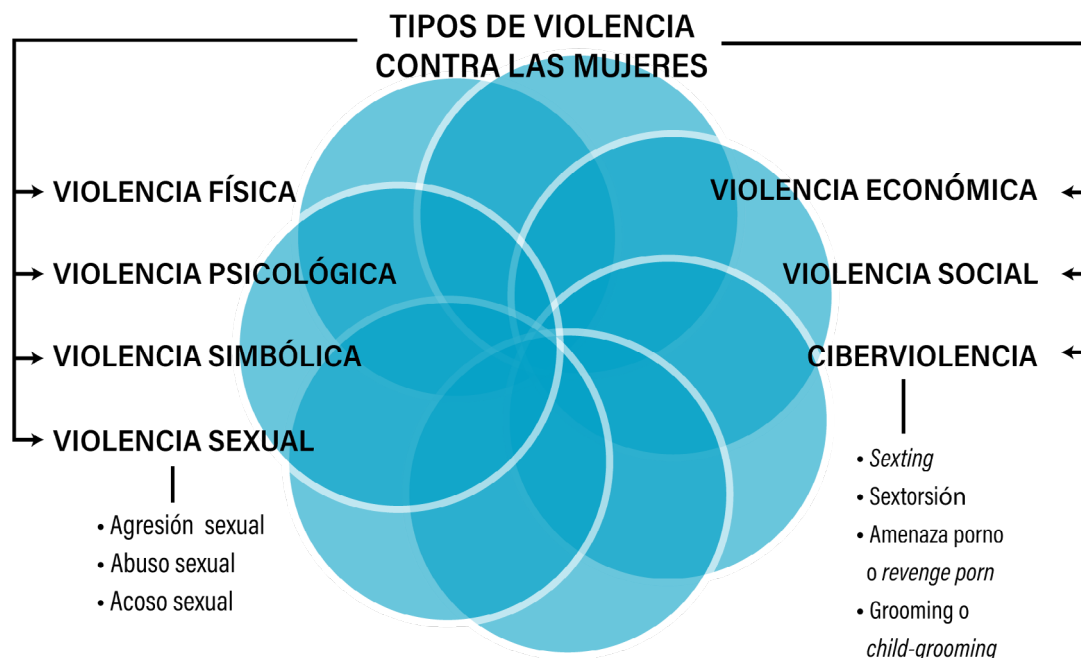 TIPOS DE VIOLENCIA
CONTRA LAS MUJERES
VIOLENCIA FÍSICA
VIOLENCIA PSICOLÓGICA
VIOLENCIA SIMBÓLICA
VIOLENCIA SEXUAL
• Agresión sexual
• Abuso sexual
• Acoso sexual
VIOLENCIA ECONÓMICA
VIOLENCIA SOCIAL
CIBERVIOLENCIA
• Sexting
• Sextorsión
• Amenaza porno
o revenge porn
• Grooming o
child-grooming